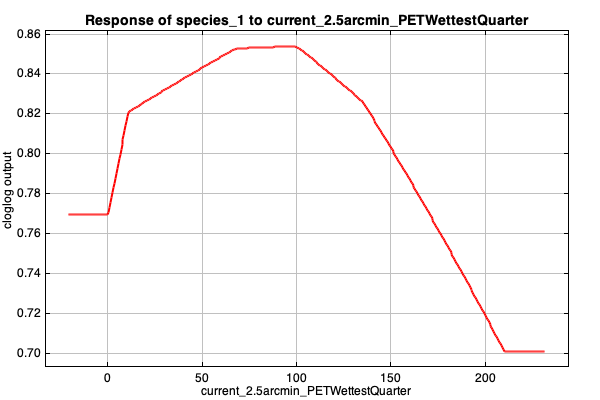 Response of species_1 to current_2.5arcmin_PETWettestQuarter
0.86
0.84
0.82
0.80
0.78
0.76
0.74
0.72
0.70
cloglog output
0 50 100 150 200
current_2.5arcmin_PETWettestQuarter